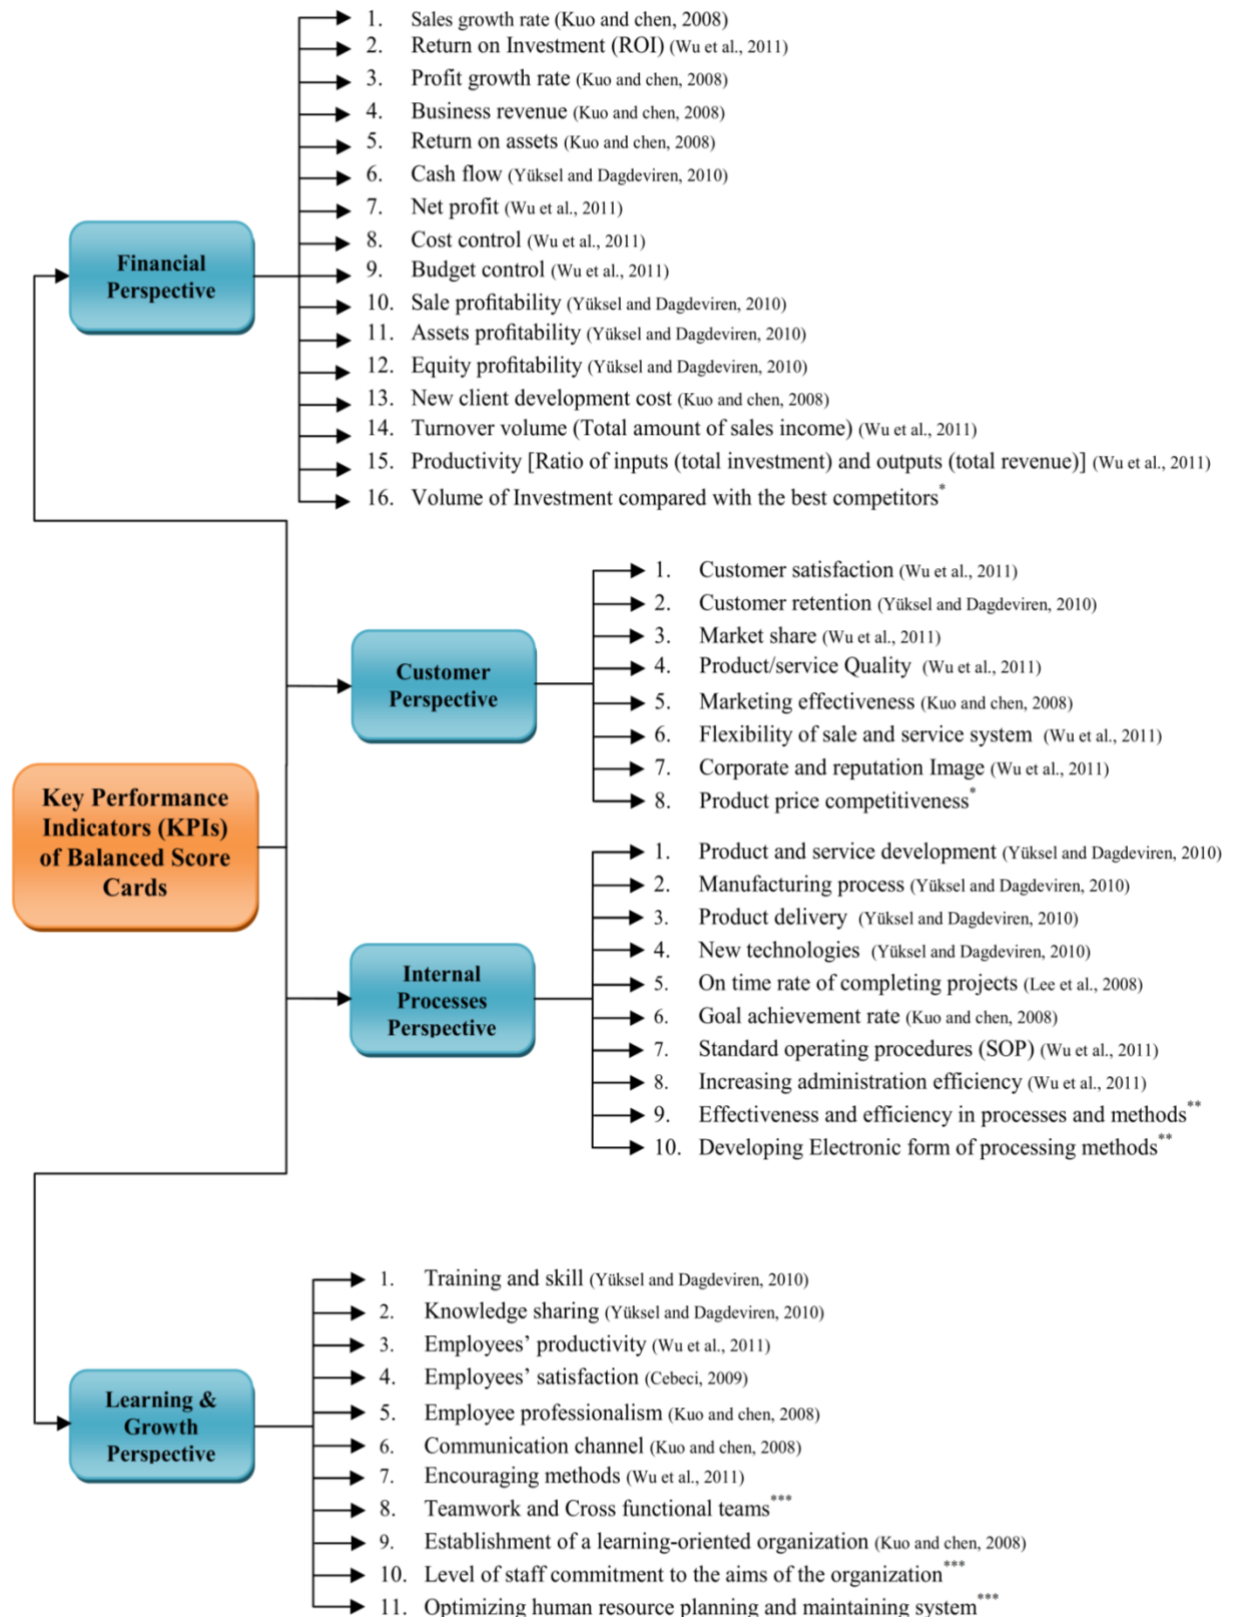 1. Sales growth rate (Kuo and chen, 2008)
2. Return on Investment (ROI) (Wu et al., 2011)
3. Profit growth rate (Kuo and chen, 2008)
4. Business revenue (Kuo and chen, 2008)
5. Return on assets (Kuo and chen, 2008)
6. Cash flow (Yüksel and Dagdeviren, 2010)
7. Net profit (Wu et al., 2011)
8. Cost control (Wu et al., 2011)
9. Budget control (Wu et al., 2011)
10. Sale profitability (Yüksel and Dagdeviren, 2010)
11. Assets profitability (Yüksel and Dagdeviren, 2010)
12. Equity profitability (Yüksel and Dagdeviren, 2010)
13. New client development cost (Kuo and chen, 2008)
14. Turnover volume (Total amount of sales income) (Wu et al., 2011)
15. Productivity [Ratio of inputs (total investment) and outputs (total revenue)] (Wu et al., 2011)
16. Volume of Investment compared with the best competitors*
Financial
Perspective
1. Customer satisfaction (Wu et al., 2011)
2. Customer retention (Yüksel and Dagdeviren, 2010)
3. Market share (Wu et al., 2011)
4. Product/service Quality (Wu et al., 2011)
5. Marketing effectiveness (Kuo and chen, 2008)
6. Flexibility of sale and service system (Wu et al., 2011)
7. Corporate and reputation Image (Wu et al., 2011)
8. Product price competitiveness*
Customer
Perspective
Key Performance
Indicators (KPIs)
of Balanced Score
Cards
1. Product and service development (Yüksel and Dagdeviren, 2010)
2. Manufacturing process (Yüksel and Dagdeviren, 2010)
3. Product delivery (Yüksel and Dagdeviren, 2010)
4. New technologies (Yüksel and Dagdeviren, 2010)
5. On time rate of completing projects (Lee et al., 2008)
6. Goal achievement rate (Kuo and chen, 2008)
7. Standard operating procedures (SOP) (Wu et al., 2011)
8. Increasing administration efficiency (Wu et al., 2011)
9. Effectiveness and efficiency in processes and methods**
10. Developing Electronic form of processing methods**
Internal
Processes
Perspective
1. Training and skill (Yüksel and Dagdeviren, 2010)
2. Knowledge sharing (Yüksel and Dagdeviren, 2010)
3. Employees' productivity (Wu et al., 2011)
4. Employees' satisfaction (Cebeci, 2009)
5. Employee professionalism (Kuo and chen, 2008)
6. Communication channel (Kuo and chen, 2008)
7. Encouraging methods (Wu et al., 2011)
8. Teamwork and Cross functional teams***
9. Establishment of a learning-oriented organization (Kuo and chen, 2008)
10. Level of staff commitment to the aims of the organization***
11. Optimizing human resource planning and maintaining system***
Learning &
Growth
Perspective